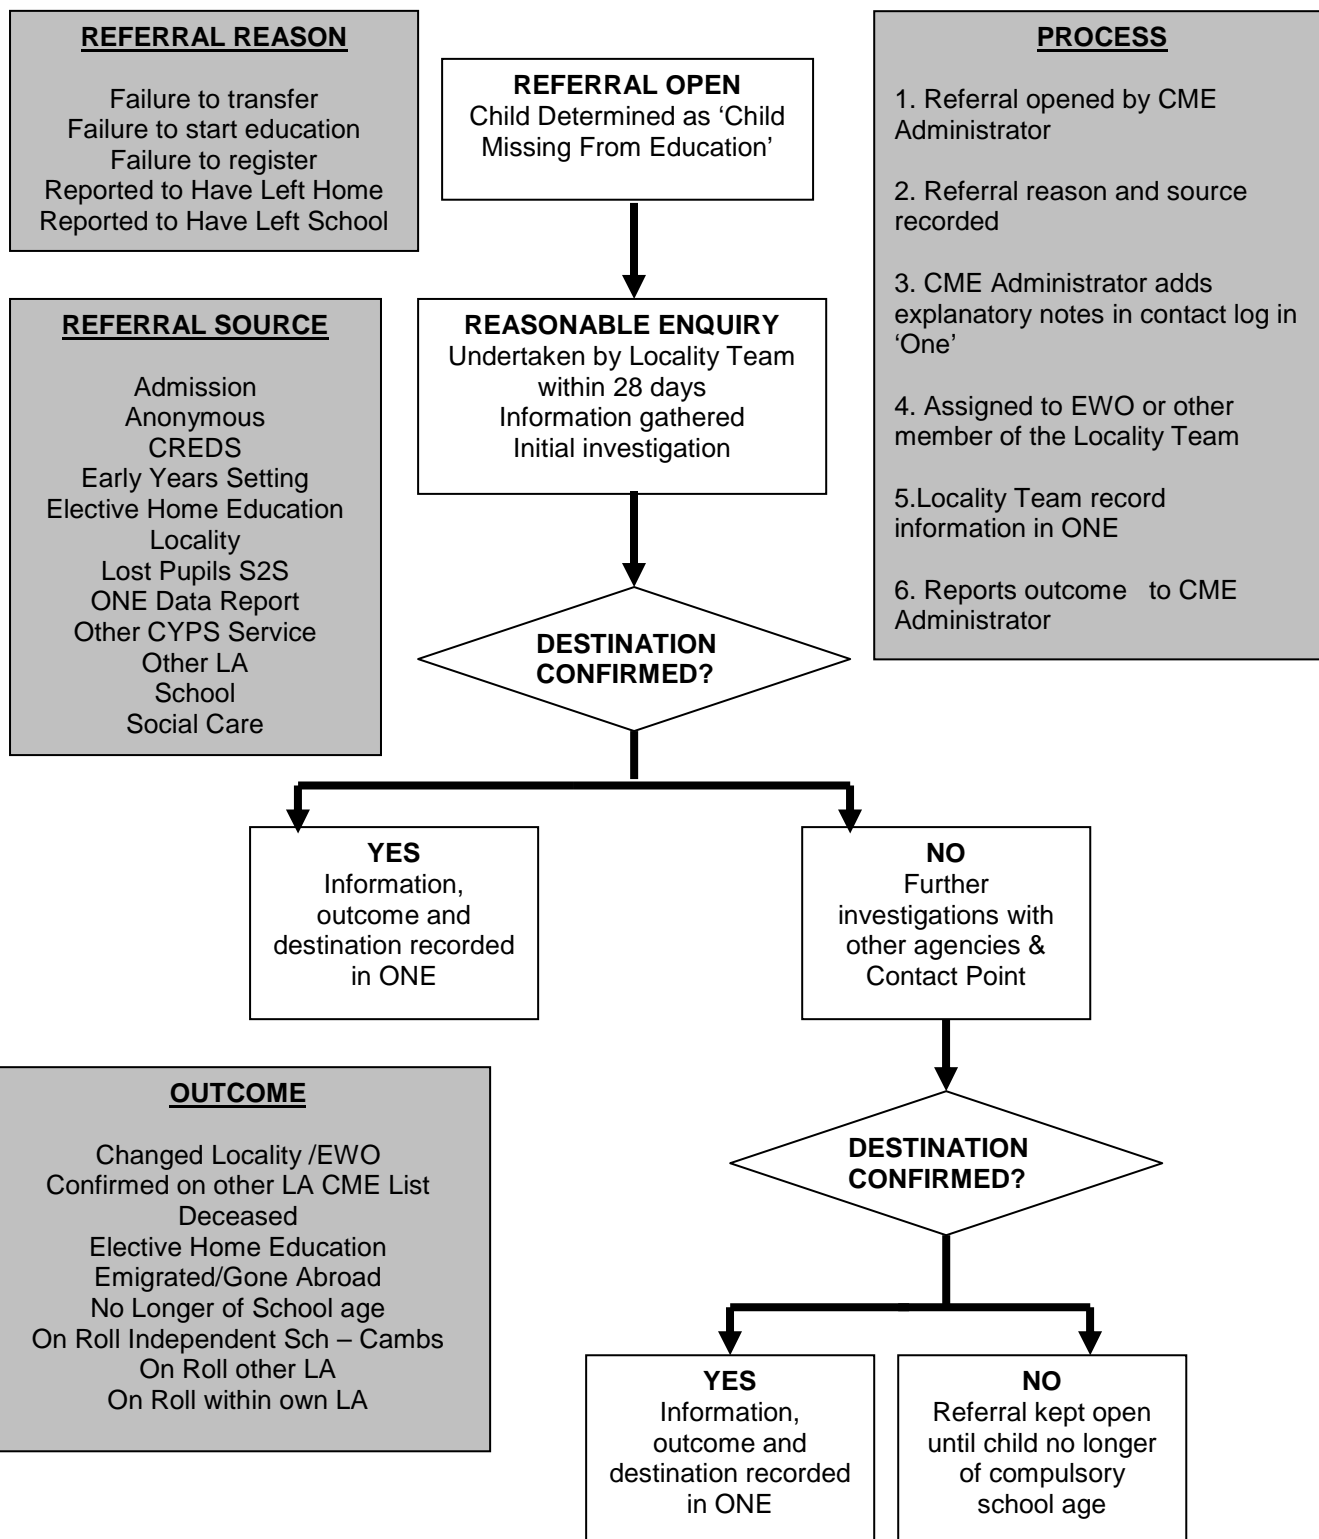 REFERRAL REASON
Failure to transfer
Failure to start education
Failure to register
Reported to Have Left Home
Reported to Have Left School
REFERRAL OPEN
Child Determined as ‘Child
Missing From Education’
PROCESS
1. Referral opened by CME
Administrator
2. Referral reason and source
recorded
3. CME Administrator adds
explanatory notes in contact log in
‘One’
4. Assigned to EWO or other
member of the Locality Team
5.Locality Team record
information in ONE
6. Reports outcome to CME
Administrator
REFERRAL SOURCE
Admission
Anonymous
CREDS
Early Years Setting
Elective Home Education
Locality
Lost Pupils S2S
ONE Data Report
Other CYPS Service
Other LA
School
Social Care
REASONABLE ENQUIRY
Undertaken by Locality Team
within 28 days
Information gathered
Initial investigation
DESTINATION
CONFIRMED?
YES
Information,
outcome and
destination recorded
in ONE
NO
Further
investigations with
other agencies &
Contact Point
OUTCOME
Changed Locality /EWO
Confirmed on other LA CME List
Deceased
Elective Home Education
Emigrated/Gone Abroad
No Longer of School age
On Roll Independent Sch – Cambs
On Roll other LA
On Roll within own LA
DESTINATION
CONFIRMED?
YES
Information,
outcome and
destination recorded
in ONE
NO
Referral kept open
until child no longer
of compulsory
school age